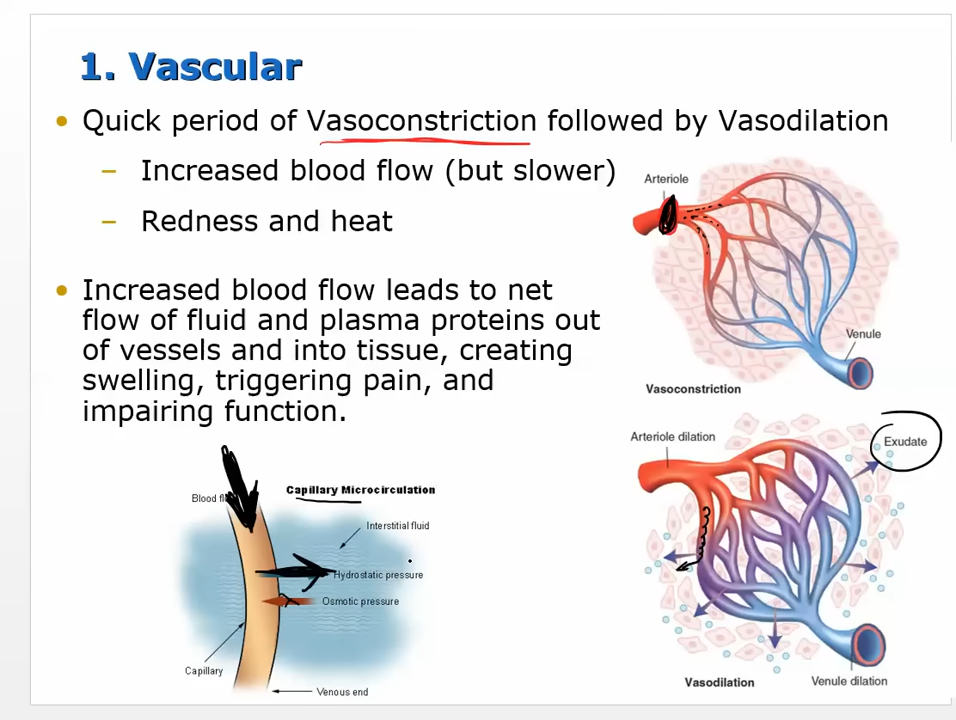 1. Vascular
• Quick period of Vasoconstriction followed by Vasodilation
– Increased blood flow (but slower)
– Redness and heat
• Increased blood flow leads to net
flow of fluid and plasma proteins out
of vessels and into tissue, creating
swelling, triggering pain, and
impairing function.
Arteriole
Venule
Vasoconstriction
Arteriole dilation
Exudate
Vasodilation
Venule dilation
Capillary Microcirculation
Blood
Interstitial fluid
Hydrostatic pressure
Osmotic pressure
Capillary
Venous end